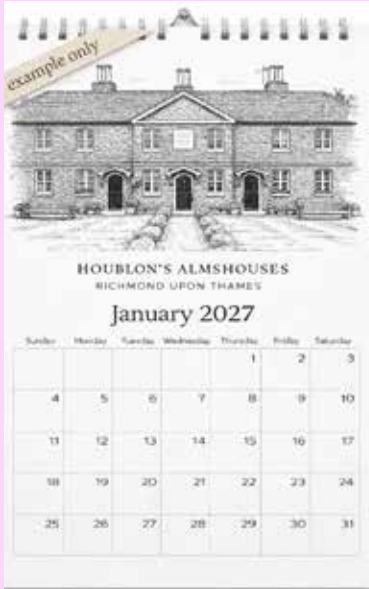 example only
HOUBLON'S ALMSHOUSES
RICHMOND UPON THAMES
January 2027
Sunday Monday Tuesday Wednesday Thursday Friday Saturday
1 2 3
4 5 6 7 8 9 10
11 12 13 14 15 16 17
18 19 20 21 22 23 24
25 26 27 28 29 30 31